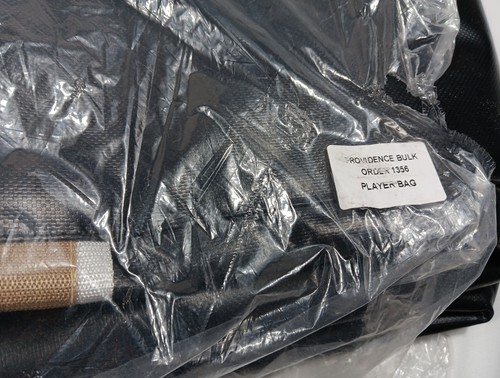 PROVIDENCE BULK
ORDER 1356
PLAYER BAG